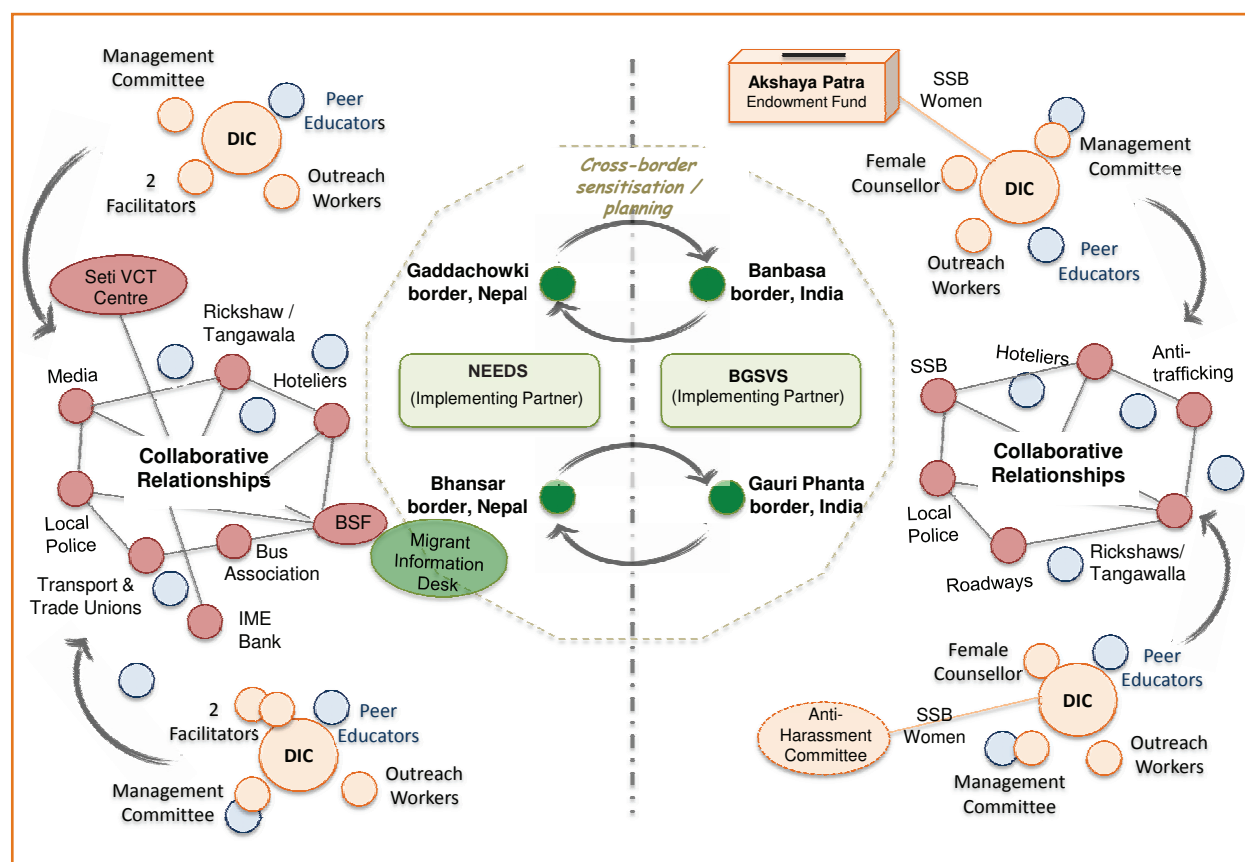 Management
Committee
Peer
Educators
DIC
2
Facilitators
Outreach
Workers
Seti VCT
Centre
Rickshaw /
Tangawala
Hoteliers
Media
Collaborative
Relationships
Local
Police
BSF
Bus
Association
Transport &
Trade Unions
IME
Bank
2
Facilitators
Peer
Educators
DIC
Management
Committee
Outreach
Workers
Cross-border
sensitisation /
planning
Gaddachowki
border, Nepal
Banbasa
border, India
NEEDS
(Implementing Partner)
BGSVS
(Implementing Partner)
Bhansar
border, Nepal
Gauri Phanta
border, India
Migrant
Information
Desk
Akshaya Patra
Endowment Fund
SSB
Women
Management
Committee
Female
Counsellor
DIC
Outreach
Workers
Peer
Educators
SSB
Hoteliers
Anti-
trafficking
Collaborative
Relationships
Local
Police
Roadways
Rickshaws/
Tangawalla
Female
Counsellor
Peer
Educators
DIC
Anti-
Harassment
Committee
SSB
Women
Outreach
Workers
Management
Committee